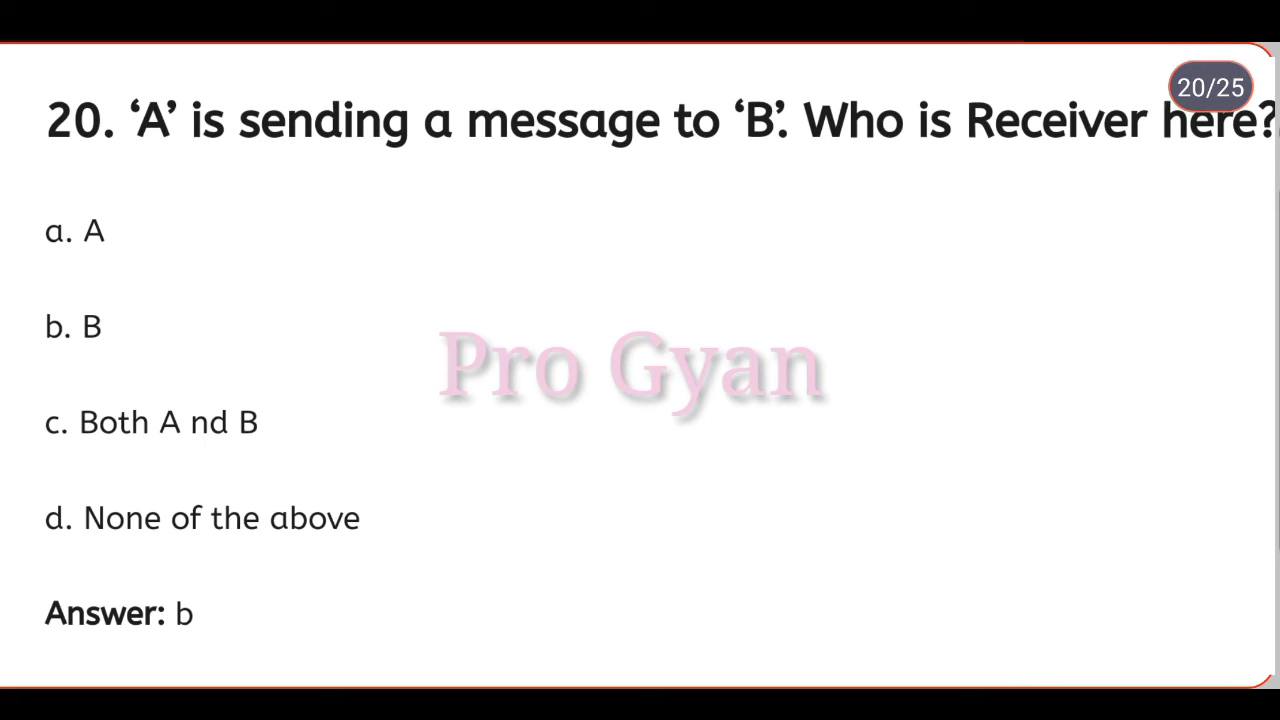 20/25
20. ‘A’ is sending a message to ‘B’. Who is Receiver here?
a. A
b. B
Pro Gyan
c. Both A nd B
d. None of the above
Answer: b